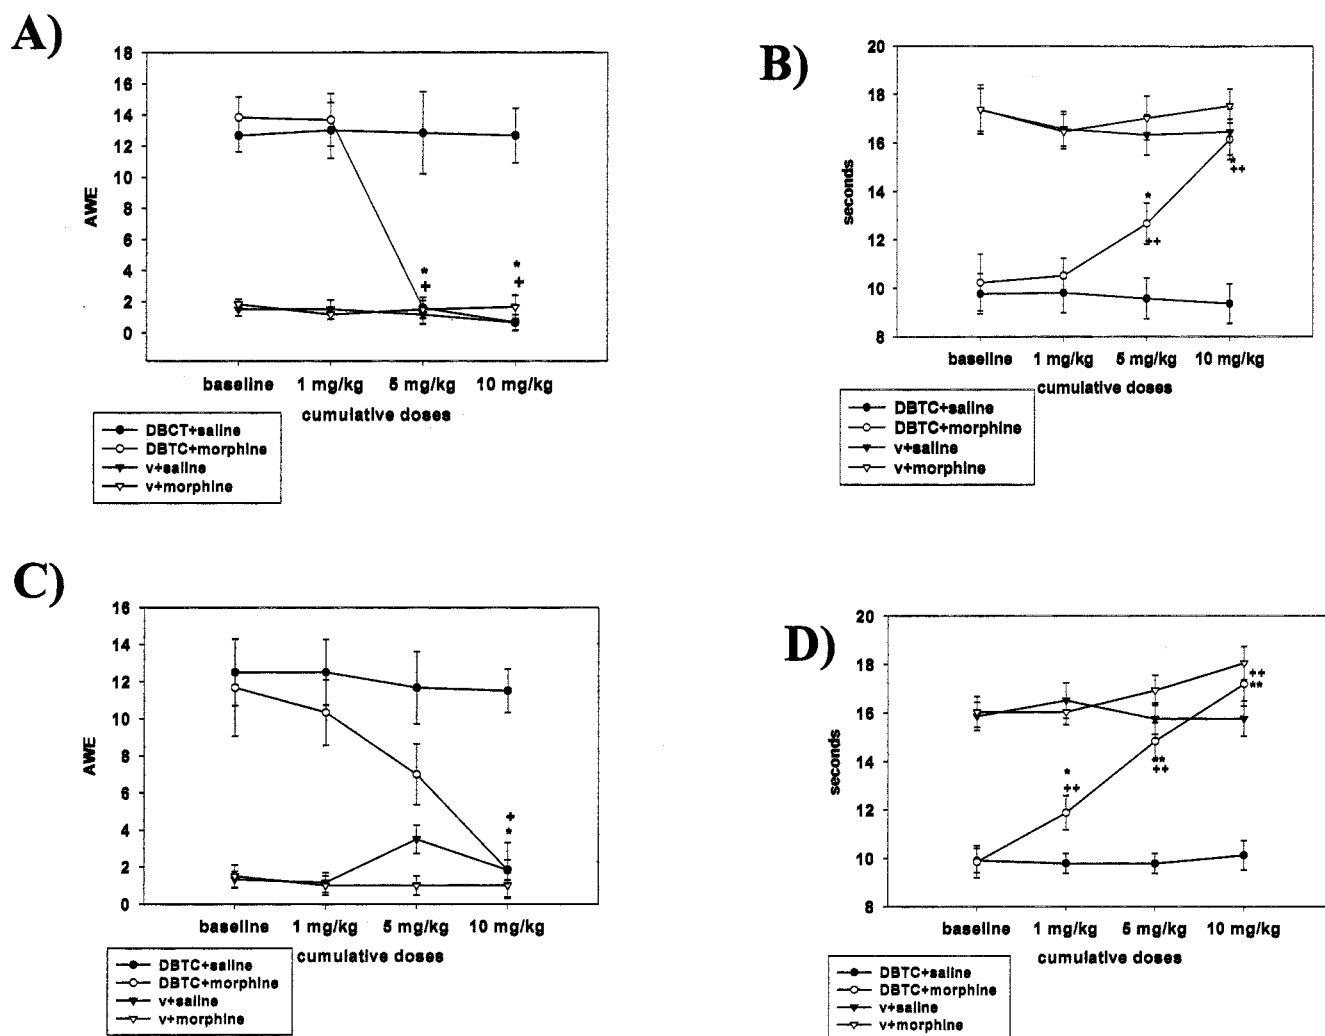 A)
18
16
14
12
10
8
6
4
2
0
AWE
*
+
*
+
baseline 1 mg/kg 5 mg/kg 10 mg/kg
cumulative doses
DBCT+saline
DBTC+morphine
v+saline
v+morphine
B)
20
18
16
14
12
10
8
seconds
*
++
*
++
baseline 1 mg/kg 5 mg/kg 10 mg/kg
cumulative doses
DBTC+saline
DBTC+morphine
v+saline
v+morphine
C)
16
14
12
10
8
6
4
2
0
AWE
+
*
baseline 1 mg/kg 5 mg/kg 10 mg/kg
cumulative doses
DBTC+saline
DBTC+morphine
v+saline
v+morphine
D)
20
18
16
14
12
10
8
seconds
*
++
**
++
++
**
baseline 1 mg/kg 5 mg/kg 10 mg/kg
cumulative doses
DBTC+saline
DBTC+morphine
v+saline
v+morphine